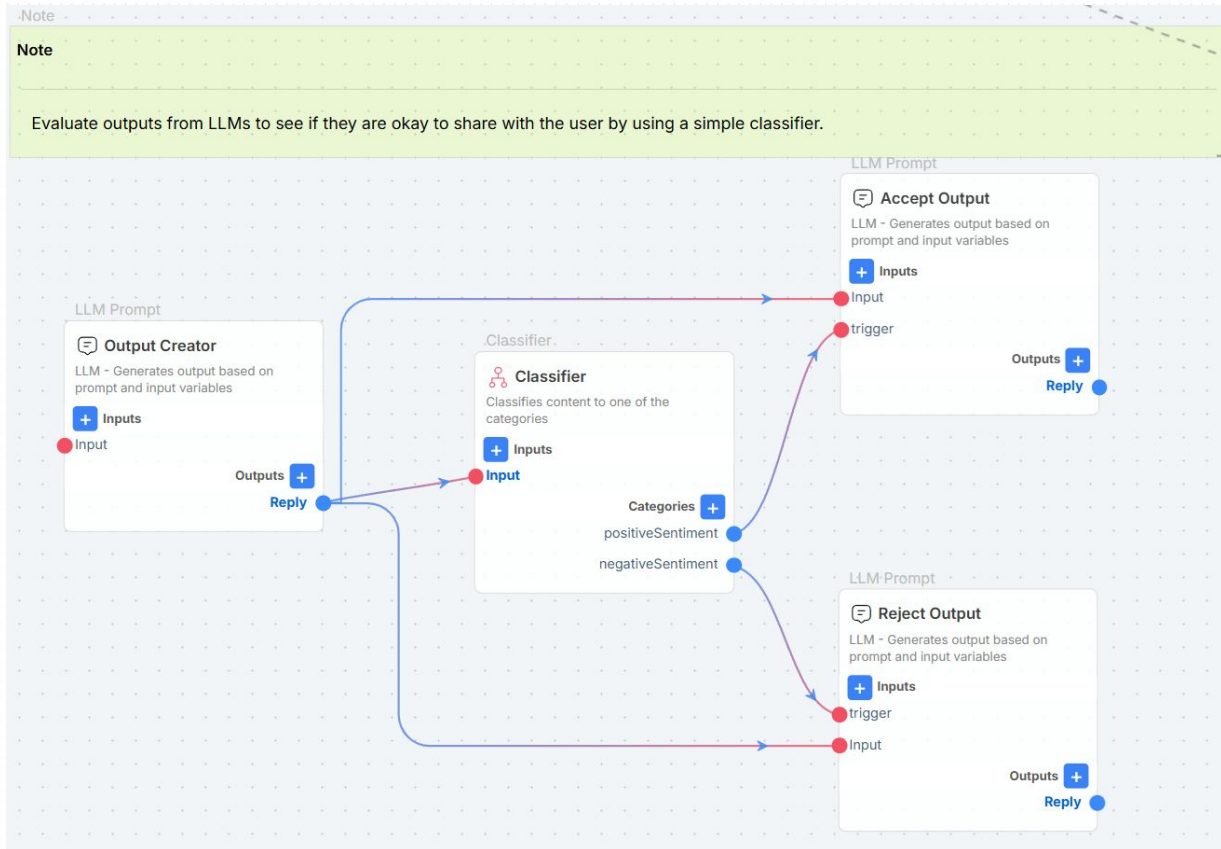 Note
Note
Evaluate outputs from LLMs to see if they are okay to share with the user by using a simple classifier.
LLM Prompt
Output Creator
LLM - Generates output based on
prompt and input variables
Inputs
Input
Outputs
Reply
Classifier
Classifier
Classifies content to one of the
categories
Inputs
Input
Categories
positiveSentiment
negativeSentiment
LLM Prompt
Accept Output
LLM - Generates output based on
prompt and input variables
Inputs
Input
trigger
Outputs
Reply
LLM Prompt
Reject Output
LLM - Generates output based on
prompt and input variables
Inputs
trigger
Input
Outputs
Reply